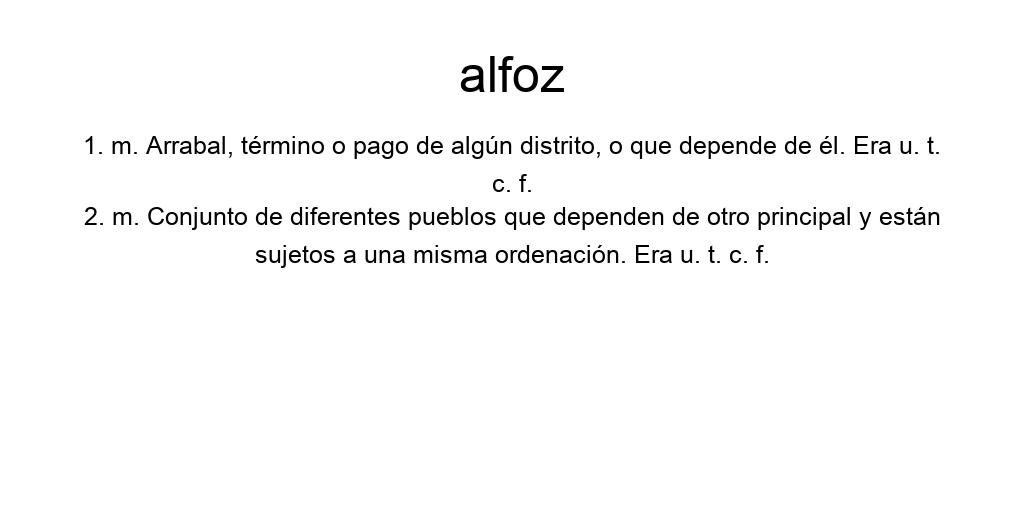 alfoz
1. m. Arrabal, término o pago de algún distrito, o que depende de él. Era u. t.
c. f.
2. m. Conjunto de diferentes pueblos que dependen de otro principal y están
sujetos a una misma ordenación. Era u. t. c. f.